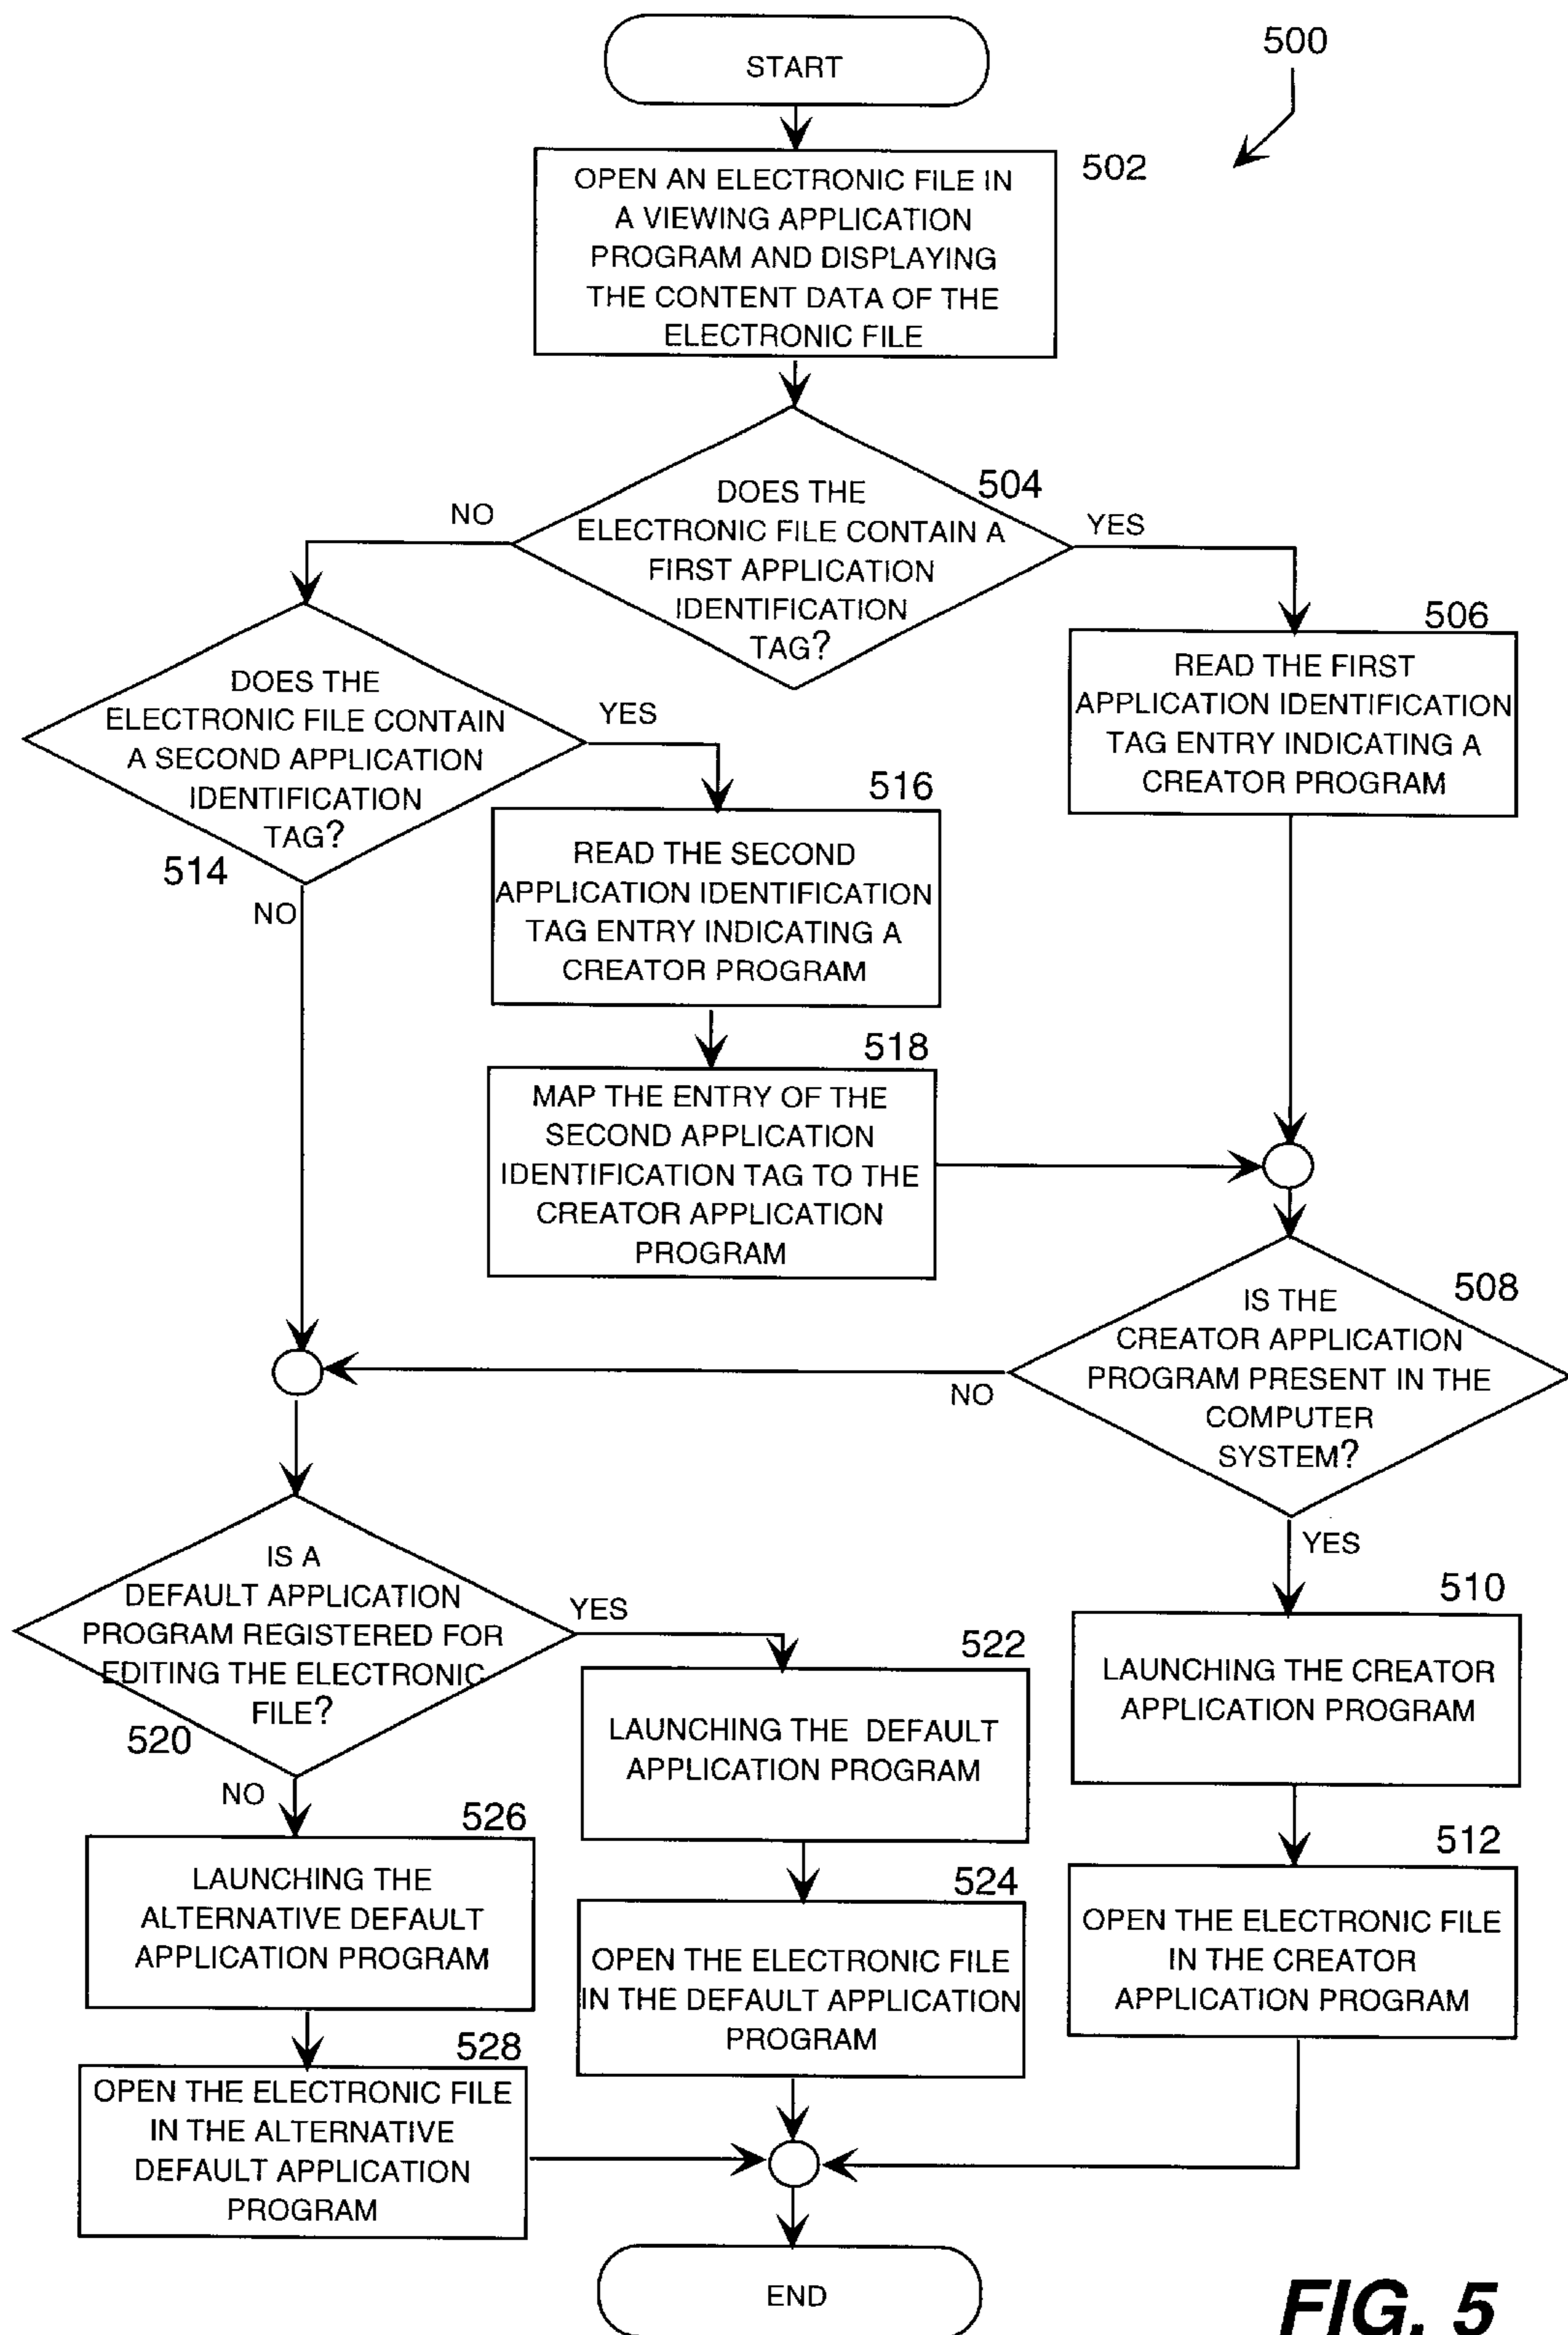 START
500
OPEN AN ELECTRONIC FILE IN
A VIEWING APPLICATION
PROGRAM AND DISPLAYING
THE CONTENT DATA OF THE
ELECTRONIC FILE
502
DOES THE
ELECTRONIC FILE CONTAIN A
FIRST APPLICATION
IDENTIFICATION
TAG?
504
NO
YES
506
READ THE FIRST
APPLICATION IDENTIFICATION
TAG ENTRY INDICATING A
CREATOR PROGRAM
DOES THE
ELECTRONIC FILE CONTAIN
A SECOND APPLICATION
IDENTIFICATION
TAG?
514
YES
NO
516
READ THE SECOND
APPLICATION IDENTIFICATION
TAG ENTRY INDICATING A
CREATOR PROGRAM
518
MAP THE ENTRY OF THE
SECOND APPLICATION
IDENTIFICATION TAG TO THE
CREATOR APPLICATION
PROGRAM
508
IS THE
CREATOR APPLICATION
PROGRAM PRESENT IN THE
COMPUTER
SYSTEM?
NO
YES
IS A
DEFAULT APPLICATION
PROGRAM REGISTERED FOR
EDITING THE ELECTRONIC
FILE?
520
YES
NO
522
LAUNCHING THE DEFAULT
APPLICATION PROGRAM
510
LAUNCHING THE CREATOR
APPLICATION PROGRAM
526
LAUNCHING THE
ALTERNATIVE DEFAULT
APPLICATION PROGRAM
524
OPEN THE ELECTRONIC FILE
IN THE DEFAULT APPLICATION
PROGRAM
512
OPEN THE ELECTRONIC FILE
IN THE CREATOR
APPLICATION PROGRAM
528
OPEN THE ELECTRONIC FILE
IN THE ALTERNATIVE
DEFAULT APPLICATION
PROGRAM
END
FIG. 5